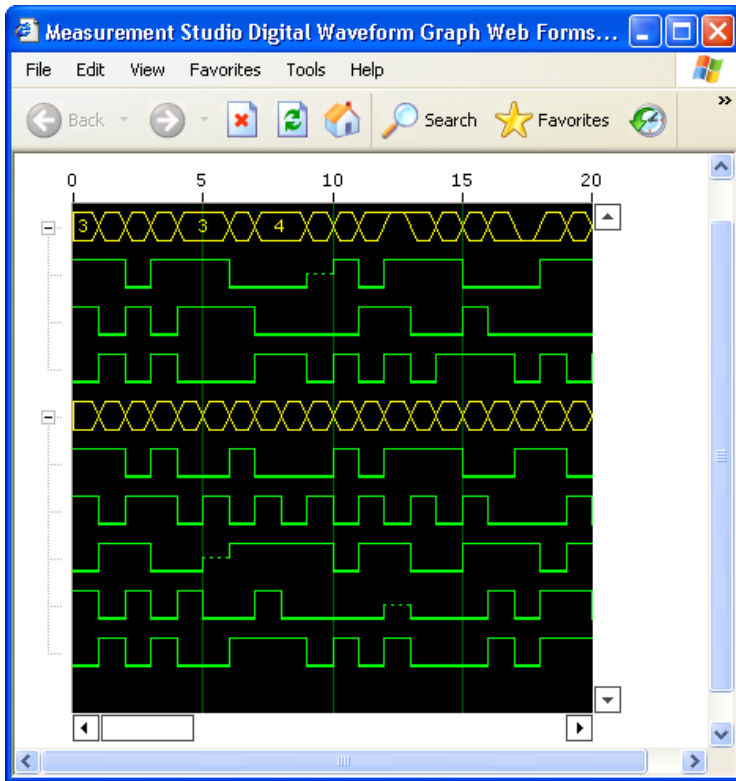 Measurement Studio Digital Waveform Graph Web Forms...
File Edit View Favorites Tools Help
Back Search Favorites »
0 5 10 15 20
3 3 4